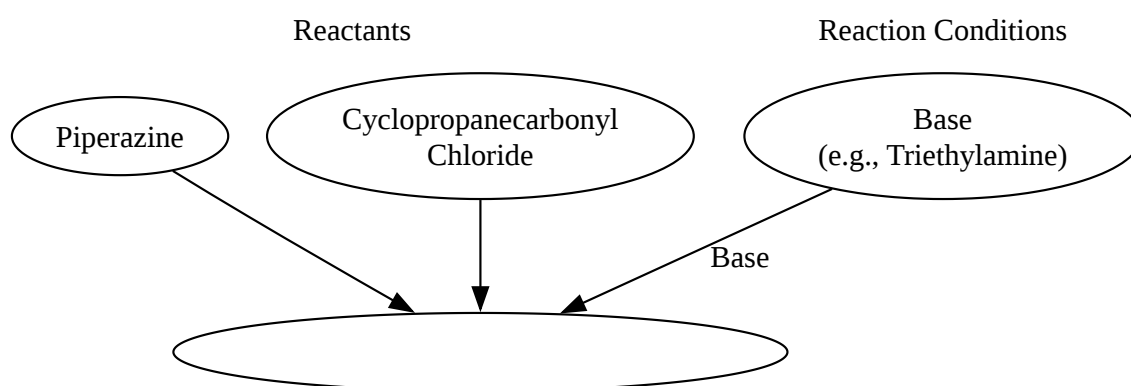 Reactants
Reaction Conditions
Piperazine
Cyclopropanecarbonyl
Chloride
Base
(e.g., Triethylamine)
Base